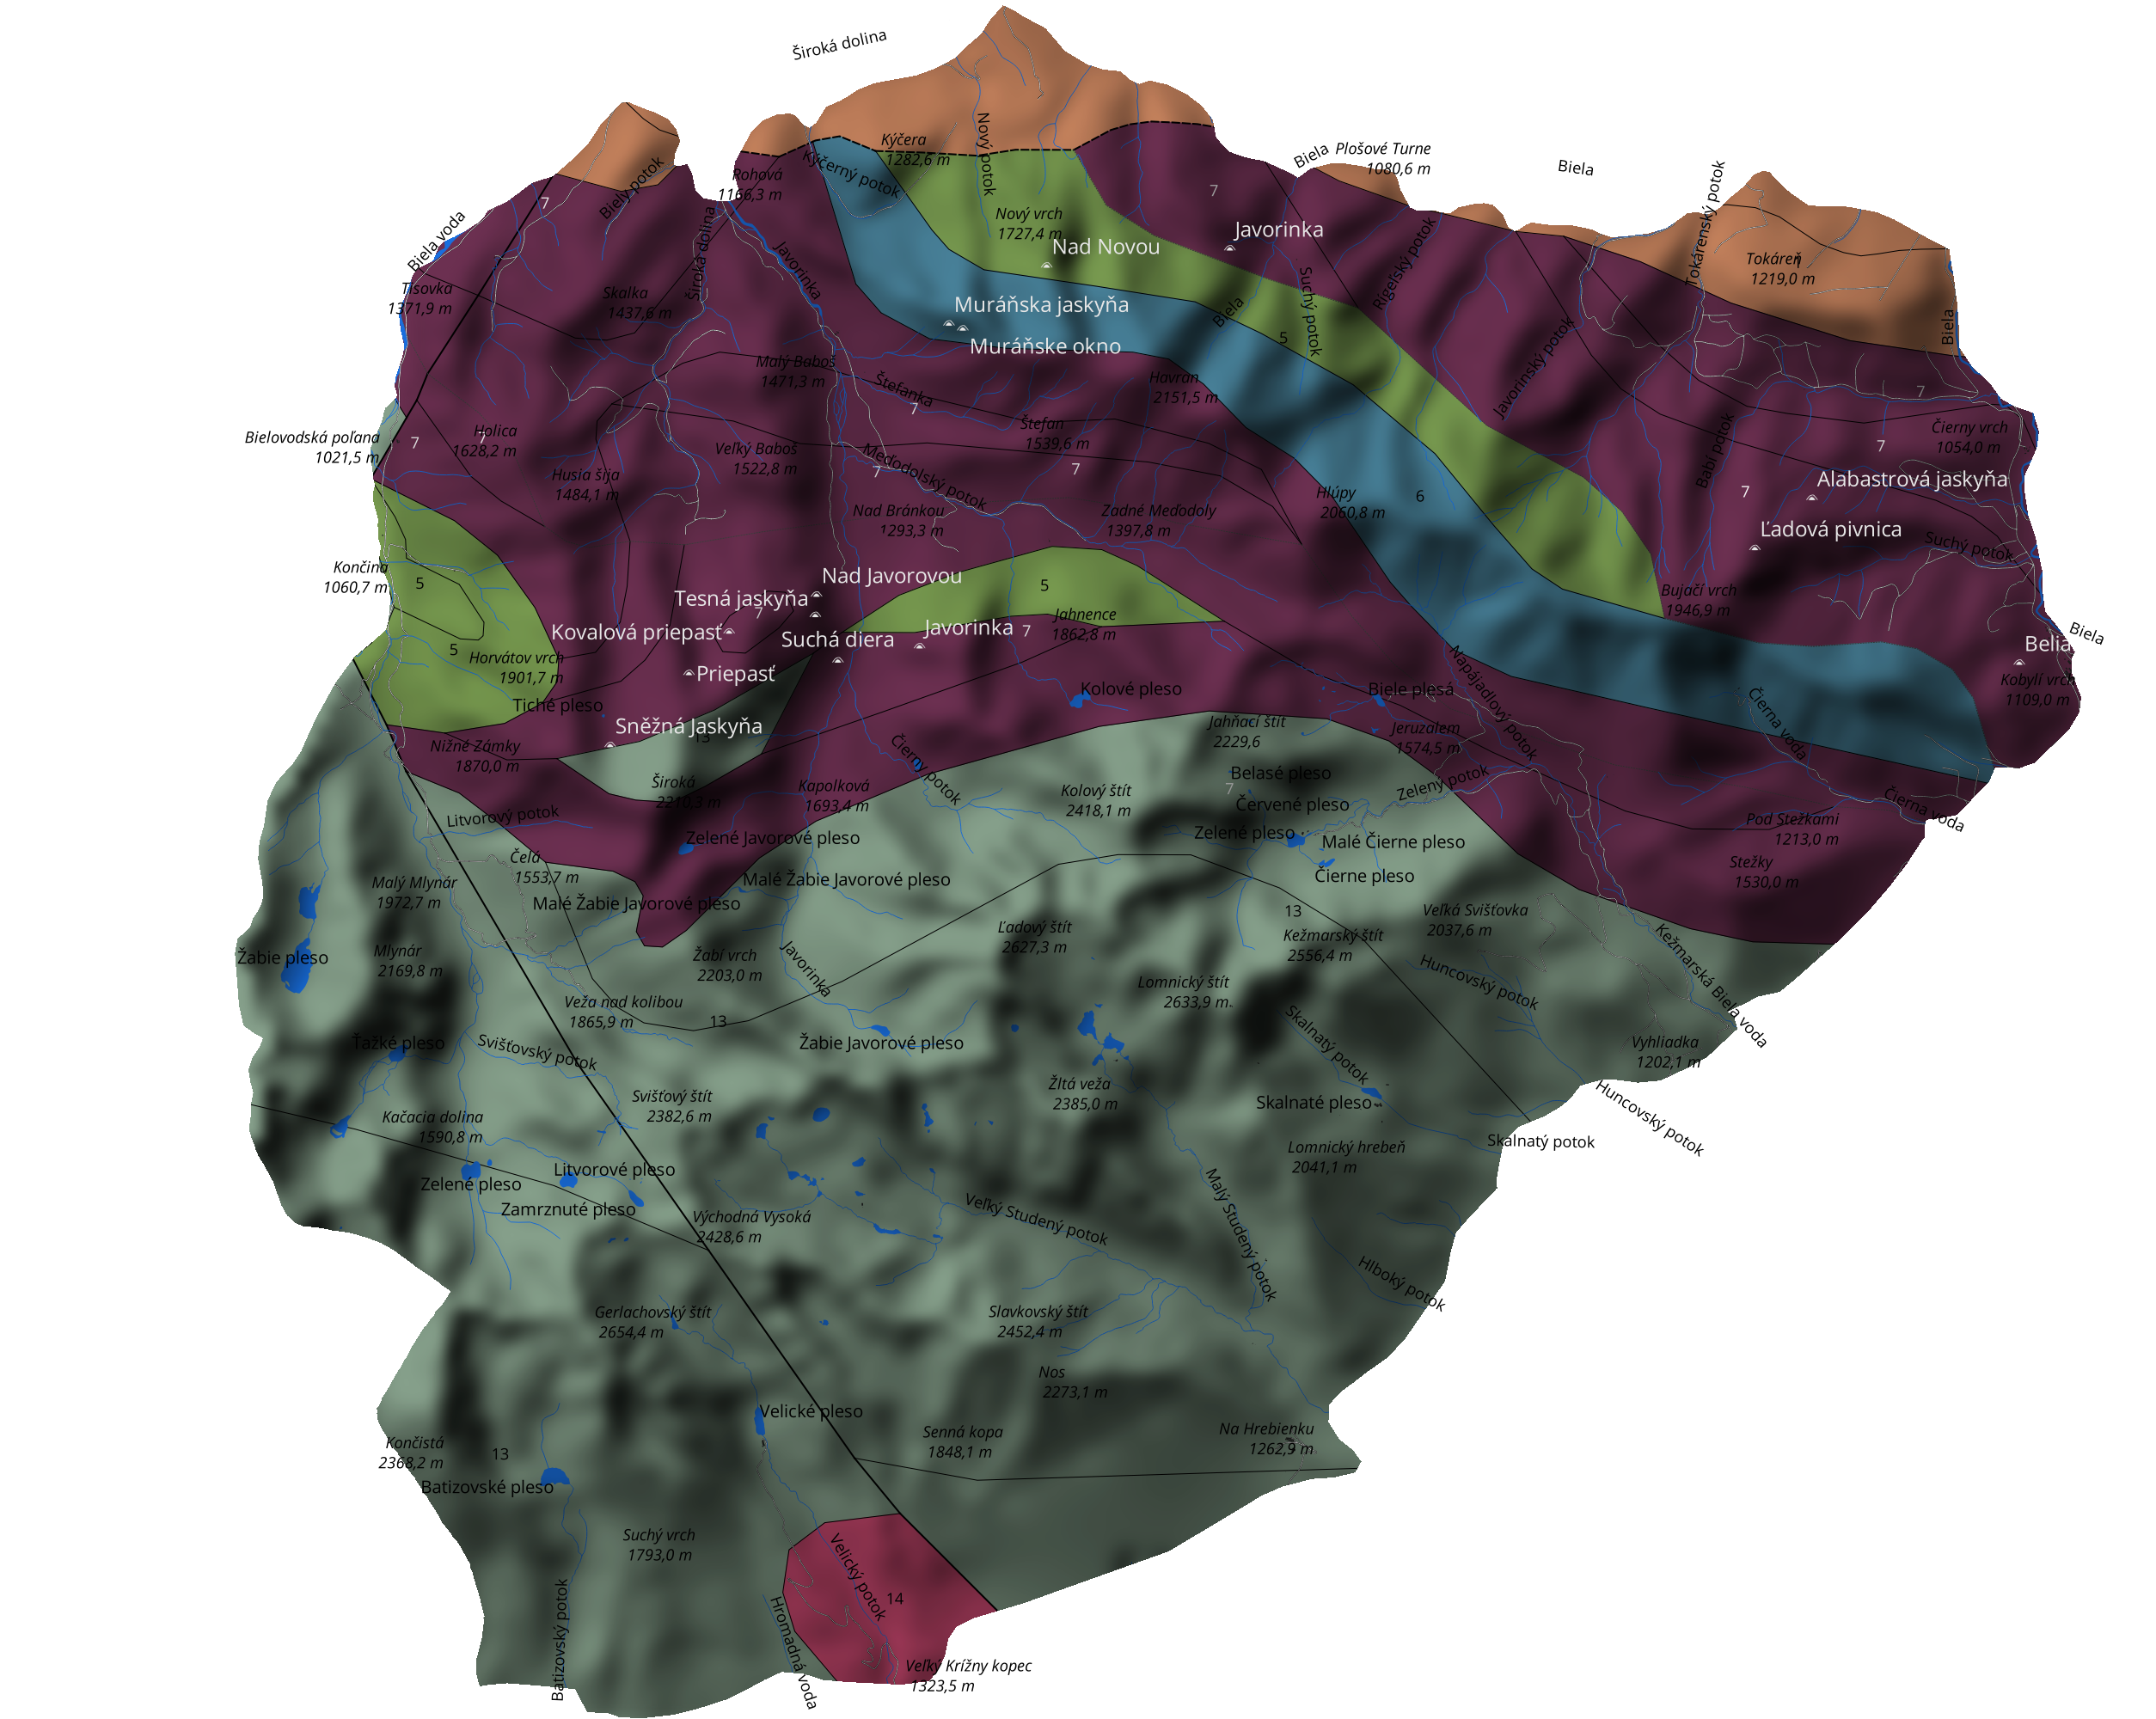 Široká dolina
Kýčera
1282,6 m
Nový potok
Biela
Plošové Turne
1080,6 m
Biela
Kýčerný potok
Rohová
1166,3 m
Biely potok
7
7
Tokárenský potok
Biela voda
Široká dolina
Javorinka
Nový vrch
1727,4 m
Nad Novou
Javorinka
Rigeľský potok
Suchý potok
Tokáreň
1219,0 m
Tisovka
1371,9 m
Skalka
1437,6 m
Muráňska jaskyňa
Muráňske okno
Biela
5
Javorinský potok
Biela
Malý Baboš
1471,3 m
Štefanka
7
Havran
2151,5 m
7
Bielovodská poľana
1021,5 m
7
7
Holica
1628,2 m
Veľký Baboš
1522,8 m
Štefan
1539,6 m
Čierny vrch
1054,0 m
7
Husia šija
1484,1 m
7
Meďodolský potok
7
Hlúpy
2060,8 m
6
Babí potok
7
Alabastrová jaskyňa
Nad Bránkou
1293,3 m
Zadné Meďodoly
1397,8 m
Ľadová pivnica
Suchý potok
Končina
1060,7 m
5
Nad Javorovou
5
Tesná jaskyňa
7
Bujačí vrch
1946,9 m
Kovalová priepasť
Suchá diera
Javorinka
7
Jahnence
1862,8 m
Biela
Belia
5
Horvátov vrch
1901,7 m
Priepasť
Kolové pleso
Biele plesá
Napájadlový potok
Kobylí vrch
1109,0 m
Tiché pleso
Sněžná Jaskyňa
13
Jahňací štít
2229,6
Jeruzalem
1574,5 m
Čierna voda
Nižné Zámky
1870,0 m
Čierny potok
Široká
2210,3 m
Kapolková
1693,4 m
Kolový štít
2418,1 m
Belasé pleso
7
Červené pleso
Zelený potok
Čierna voda
Litvorový potok
Zelené Javorové pleso
Zelené pleso
Malé Čierne pleso
Pod Stežkami
1213,0 m
Čelá
1553,7 m
Čierne pleso
Stežky
1530,0 m
Malý Mlynár
1972,7 m
Malé Žabie Javorové pleso
Malé Žabie Javorové pleso
13
Veľká Svišťovka
2037,6 m
Žabie pleso
Mlynár
2169,8 m
Žabí vrch
2203,0 m
Javorinka
Ľadový štít
2627,3 m
Kežmarský štít
2556,4 m
Kežmarská Biela voda
Lomnický štít
2633,9 m
Huncovský potok
Veža nad kolibou
1865,9 m
13
Ťažké pleso
Svišťovský potok
Žabie Javorové pleso
Skalnatý potok
Vyhliadka
1202,1 m
Kačacia dolina
1590,8 m
Svišťový štít
2382,6 m
Žltá veža
2385,0 m
Skalnaté pleso
Huncovský potok
Skalnatý potok
Lomnický hrebeň
2041,1 m
Zelené pleso
Litvorové pleso
Zamrznuté pleso
Východná Vysoká
2428,6 m
Veľký Studený potok
Malý Studený potok
Hlboký potok
Gerlachovský štít
2654,4 m
Slavkovský štít
2452,4 m
Nos
2273,1 m
Velické pleso
Končistá
2368,2 m
13
Batizovské pleso
Senná kopa
1848,1 m
Na Hrebienku
1262,9 m
Suchý vrch
1793,0 m
Velický potok
14
Batizovský potok
Hromadná voda
Veľký Krížny kopec
1323,5 m